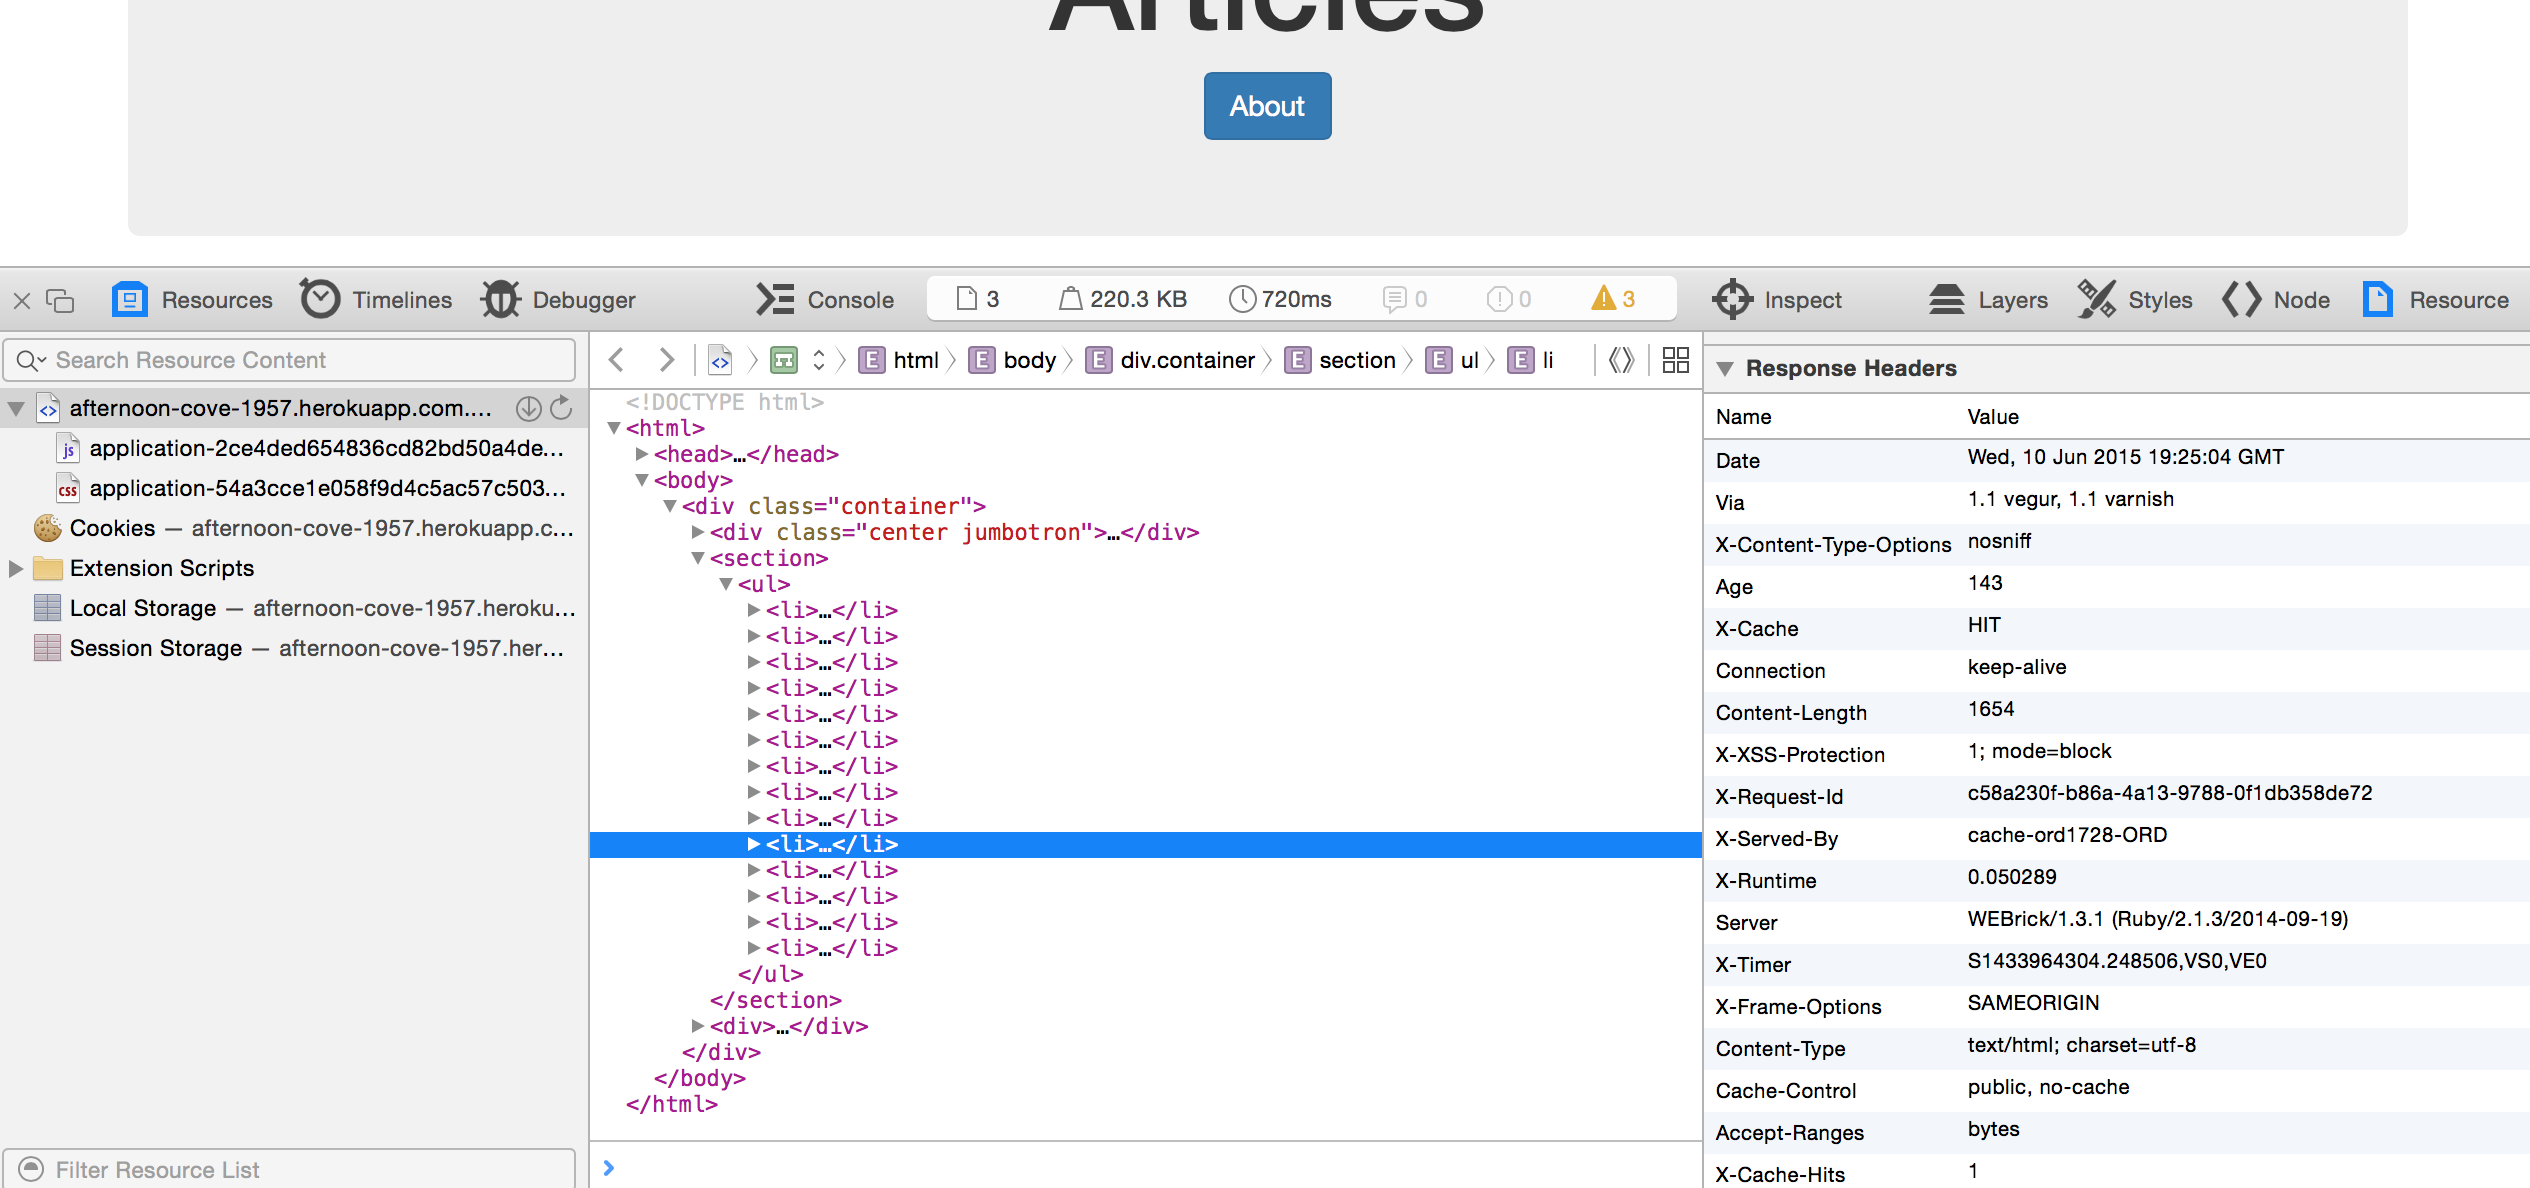 Articles
About
Resources Timelines Debugger Console 3 220.3 KB 720ms 0 0 3 Inspect Layers Styles Node Resource
Search Resource Content
afternoon-cove-1957.herokuapp.com....
js application-2ce4ded654836cd82bd50a4de...
css application-54a3cce1e058f9d4c5ac57c503...
Cookies — afternoon-cove-1957.herokuapp.c...
Extension Scripts
Local Storage — afternoon-cove-1957.heroku...
Session Storage — afternoon-cove-1957.her...
Filter Resource List
E html E body E div.container E section E ul E li
<!DOCTYPE html>
<html>
<head>…</head>
<body>
<div class="container">
<div class="center jumbotron">…</div>
<section>
<ul>
<li>…</li>
<li>…</li>
<li>…</li>
<li>…</li>
<li>…</li>
<li>…</li>
<li>…</li>
<li>…</li>
<li>…</li>
<li>…</li>
<li>…</li>
<li>…</li>
<li>…</li>
<li>…</li>
</ul>
</section>
<div>…</div>
</div>
</body>
</html>
Response Headers
Name Value
Date Wed, 10 Jun 2015 19:25:04 GMT
Via 1.1 vegur, 1.1 varnish
X-Content-Type-Options nosniff
Age 143
X-Cache HIT
Connection keep-alive
Content-Length 1654
X-XSS-Protection 1; mode=block
X-Request-Id c58a230f-b86a-4a13-9788-0f1db358de72
X-Served-By cache-ord1728-ORD
X-Runtime 0.050289
Server WEBrick/1.3.1 (Ruby/2.1.3/2014-09-19)
X-Timer S1433964304.248506,VS0,VE0
X-Frame-Options SAMEORIGIN
Content-Type text/html; charset=utf-8
Cache-Control public, no-cache
Accept-Ranges bytes
X-Cache-Hits 1